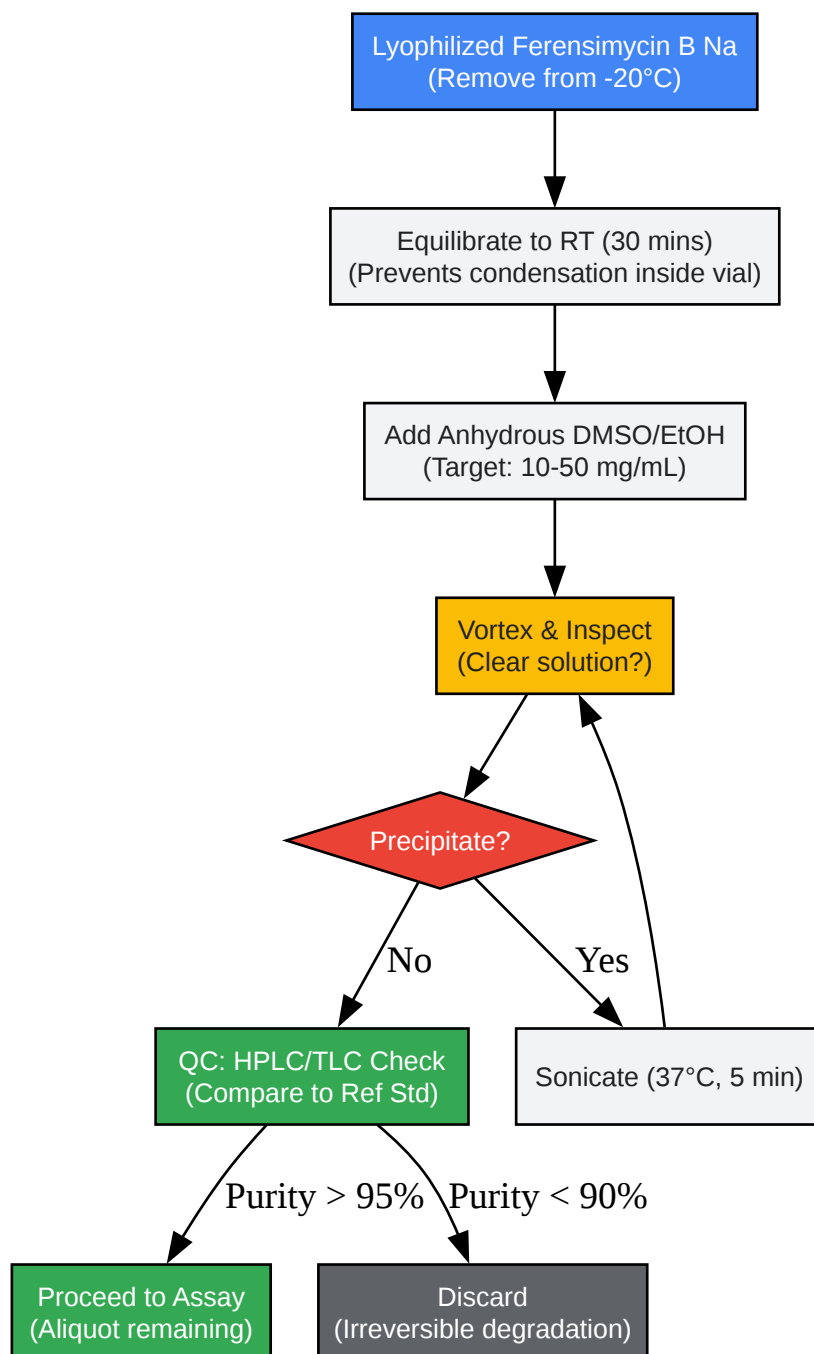 Lyophilized Ferensimycin B Na
(Remove from -20°C)
Equilibrate to RT (30 mins)
(Prevents condensation inside vial)
Add Anhydrous DMSO/EtOH
(Target: 10-50 mg/mL)
Vortex & Inspect
(Clear solution?)
Precipitate?
No
Yes
QC: HPLC/TLC Check
(Compare to Ref Std)
Sonicate (37°C, 5 min)
Purity > 95%
Purity < 90%
Proceed to Assay
(Aliquot remaining)
Discard
(Irreversible degradation)